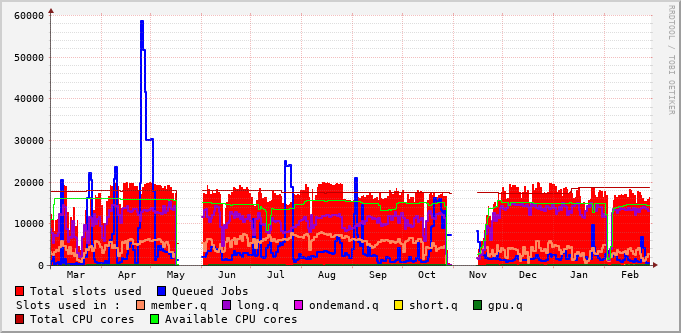 60000
50000
40000
30000
20000
10000
0
Mar Apr May Jun Jul Aug Sep Oct Nov Dec Jan Feb
RRDTOOL / TOBI OETIKER
Total slots used Queued Jobs
Slots used in : member.q long.q ondemand.q short.q gpu.q
Total CPU cores Available CPU cores